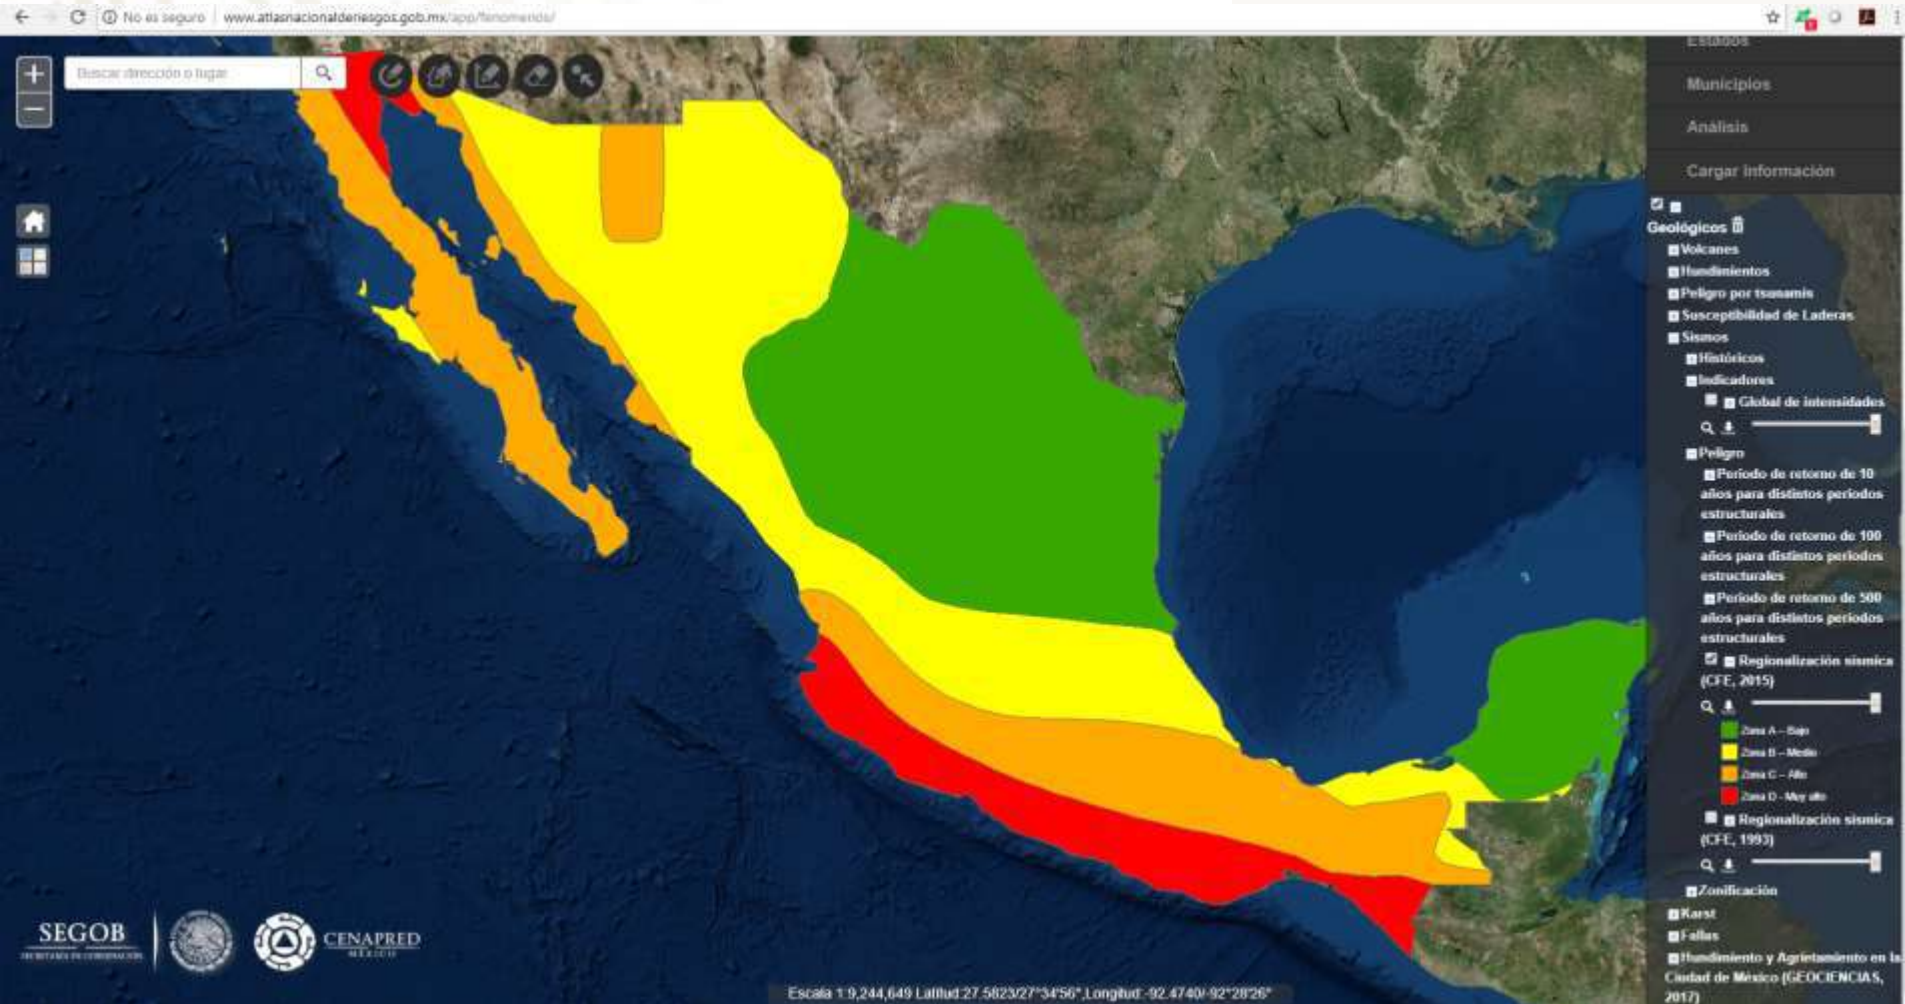 No es seguro | www.atlasnacionalderiesgos.gob.mx/app/fenomenos/
Buscar dirección o lugar
Estados
Municipios
Análisis
Cargar información
Geológicos
Volcanes
Hundimientos
Peligro por tsunamis
Susceptibilidad de Laderas
Sismos
Históricos
Indicadores
Global de intensidades
Peligro
Periodo de retorno de 10
años para distintos periodos
estructurales
Periodo de retorno de 100
años para distintos periodos
estructurales
Periodo de retorno de 500
años para distintos periodos
estructurales
Regionalización sísmica
(CFE, 2015)
Zona A – Bajo
Zona B – Medio
Zona C – Alto
Zona D - Muy alto
Regionalización sísmica
(CFE, 1993)
Zonificación
Karst
Fallas
Hundimiento y Agrietamiento en la
Ciudad de México (GEOCIENCIAS,
2017)
SEGOB
SECRETARÍA DE GOBERNACIÓN
CENAPRED
MÉXICO
Escala 1:9,244,649 Latitud:27.5823/27°34'56",Longitud:-92.4740/-92°28'26"